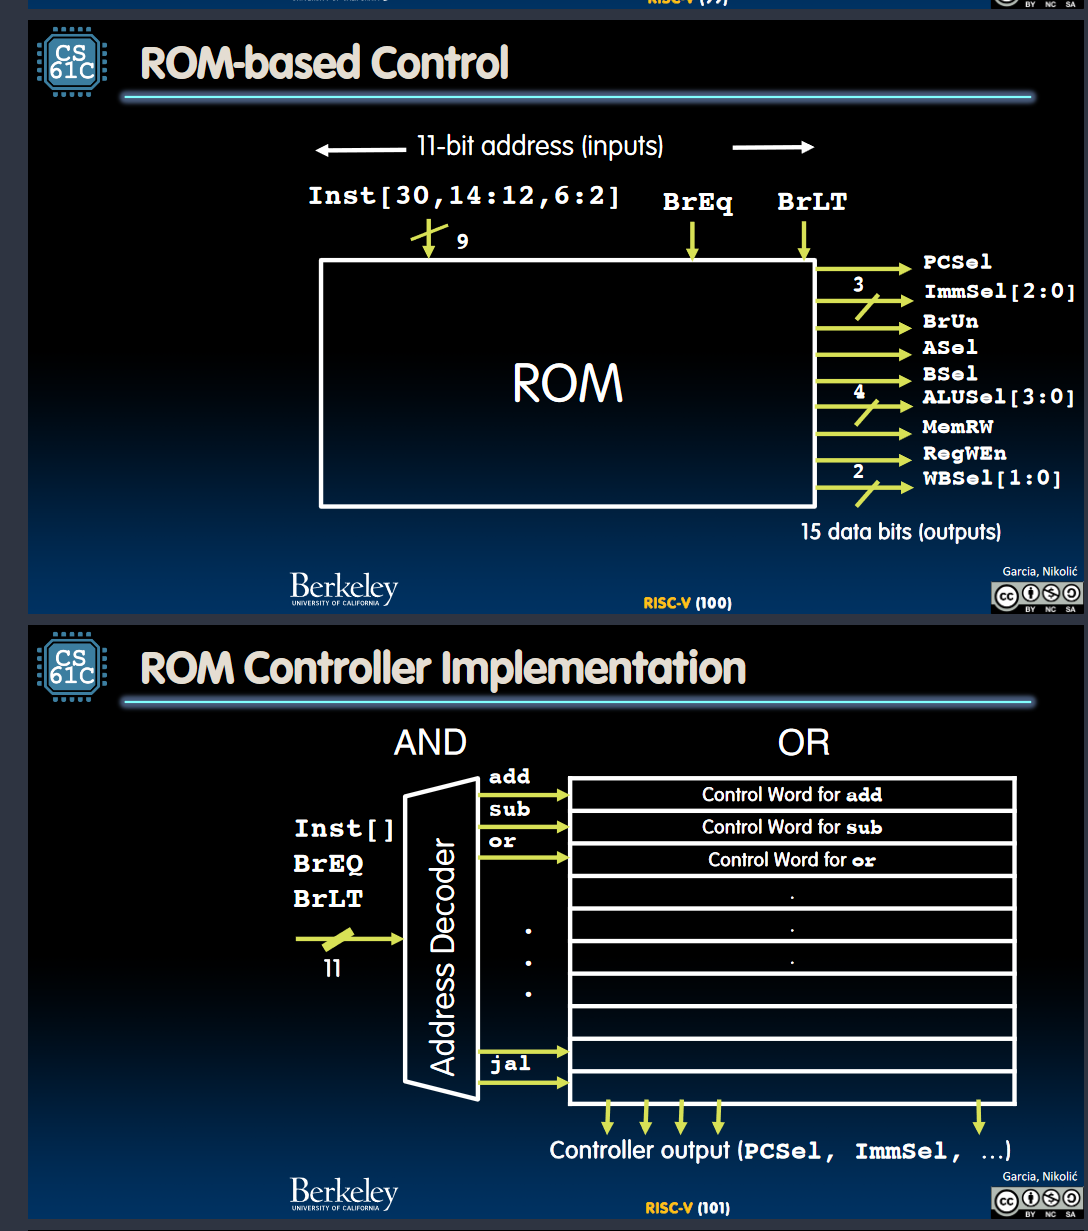 RISC-V (99)
BY NC SA
CS
61C
ROM-based Control
11-bit address (inputs)
Inst[30,14:12,6:2]
BrEq
BrLT
9
PCSel
3
ImmSel[2:0]
BrUn
ASel
BSel
4
ALUSel[3:0]
MemRW
RegWEn
2
WBSel[1:0]
ROM
15 data bits (outputs)
Berkeley
UNIVERSITY OF CALIFORNIA
RISC-V (100)
Garcia, Nikolić
cc
BY NC SA
CS
61C
ROM Controller Implementation
AND
OR
Inst[]
BrEQ
BrLT
11
Address Decoder
add
sub
or
.
.
.
jal
Control Word for add
Control Word for sub
Control Word for or
.
.
.
Controller output (PCSel, ImmSel, ...)
Berkeley
UNIVERSITY OF CALIFORNIA
RISC-V (101)
Garcia, Nikolić
cc
BY NC SA